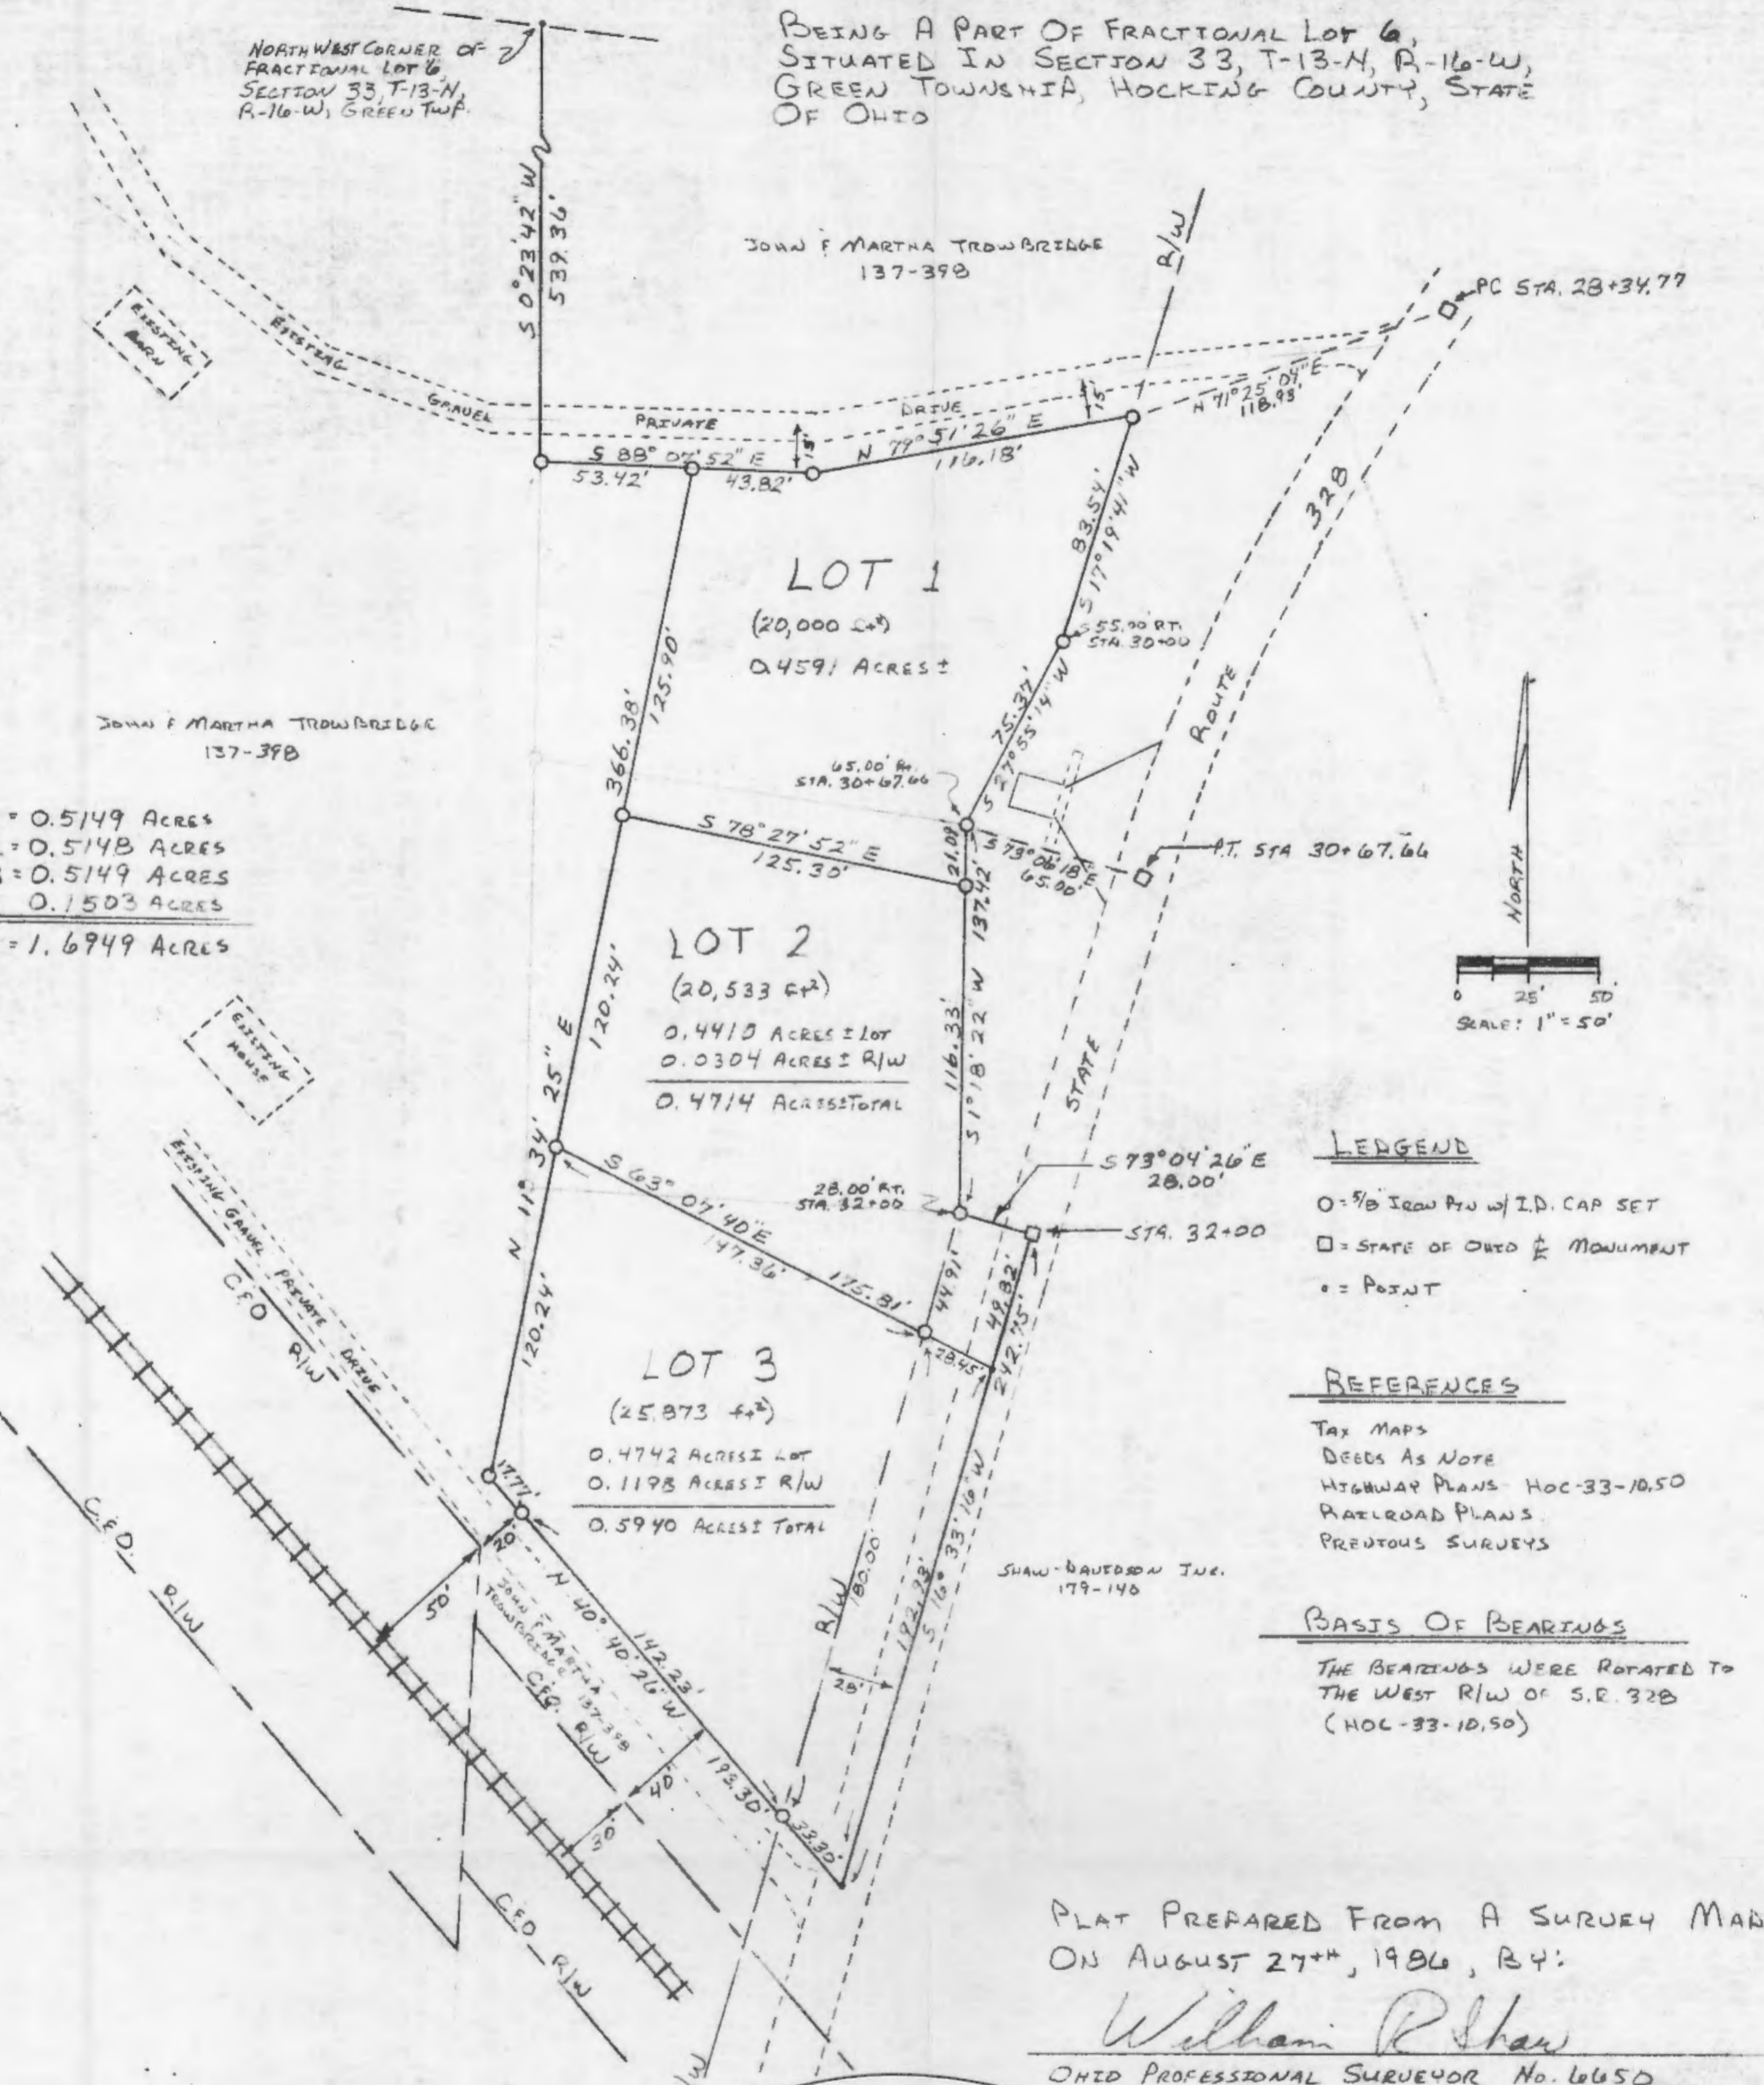 BEING A PART OF FRACTIONAL LOT 6,
SITUATED IN SECTION 33, T-13-N, R-16-W,
GREEN TOWNSHIP, HOCKING COUNTY, STATE
OF OHIO
NORTHWEST CORNER OF
FRACTIONAL LOT 6,
SECTION 33, T-13-N,
R-16-W, GREEN TWP.
S 0°23'42" W
539.36'
JOHN & MARTHA TROWBRIDGE
137-398
R/W
PC STA. 28+34.77
EXISTING
BARN
EXISTING
GRAVEL
PRIVATE
DRIVE
15'
15'
N 71°25'09" E
118.93'
S 88°07'52" E
53.42'
43.82'
N 79°51'26" E
116.18'
83.54'
S 17°19'41" W
328
LOT 1
(20,000 ft²)
0.4591 ACRES ±
55.00 RT.
STA. 30+00
125.90'
366.38'
75.37'
S 27°55'14" W
ROUTE
JOHN & MARTHA TROWBRIDGE
137-398
65.00' Rt.
STA. 30+67.66
= 0.5149 ACRES
= 0.5148 ACRES
= 0.5149 ACRES
0.1503 ACRES
= 1.6949 ACRES
S 78°27'52" E
125.30'
21.09'
S 73°06'18" E
65.00'
P.T. STA 30+67.66
NORTH
0 25' 50'
SCALE: 1" = 50'
LOT 2
(20,533 ft²)
0.4410 ACRES ± LOT
0.0304 ACRES ± R/W
0.4714 ACRES ± TOTAL
120.24'
137.42'
116.33'
S 1°18'22" W
STATE
EXISTING
HOUSE
N 11°34'25" E
S 63°07'40" E
147.36'
175.81'
28.00' RT.
STA. 32+00
S 73°04'26" E
28.00'
STA. 32+00
LEDGEND
O = 5/8 IRON PIN W/ I.D. CAP SET
□ = STATE OF OHIO ℄ MONUMENT
• = POINT
EXISTING GRAVEL PRIVATE DRIVE
C.&O. R/W
44.91'
49.82'
242.75'
28.45'
120.24'
LOT 3
(25,873 ft²)
0.4742 ACRES ± LOT
0.1198 ACRES ± R/W
0.5940 ACRES ± TOTAL
REFERENCES
TAX MAPS
DEEDS AS NOTE
HIGHWAY PLANS HOC-33-10.50
RAILROAD PLANS
PREVIOUS SURVEYS
17.77'
20'
50'
C.&O. R/W
JOHN & MARTHA
TROWBRIDGE 137-398
C.&O. R/W
N 40°40'26" W
142.23'
193.30'
33.30'
40'
30'
R/W
180.00'
28'
192.93'
S 16°33'16" W
SHAW-DAVIDSON INC.
179-148
BASIS OF BEARINGS
THE BEARINGS WERE ROTATED TO
THE WEST R/W OF S.R. 328
(HOC-33-10.50)
C.&O R/W
PLAT PREPARED FROM A SURVEY MAD
ON AUGUST 27TH, 1986, BY:
William R Shaw
OHIO PROFESSIONAL SURVEYOR No. 6650